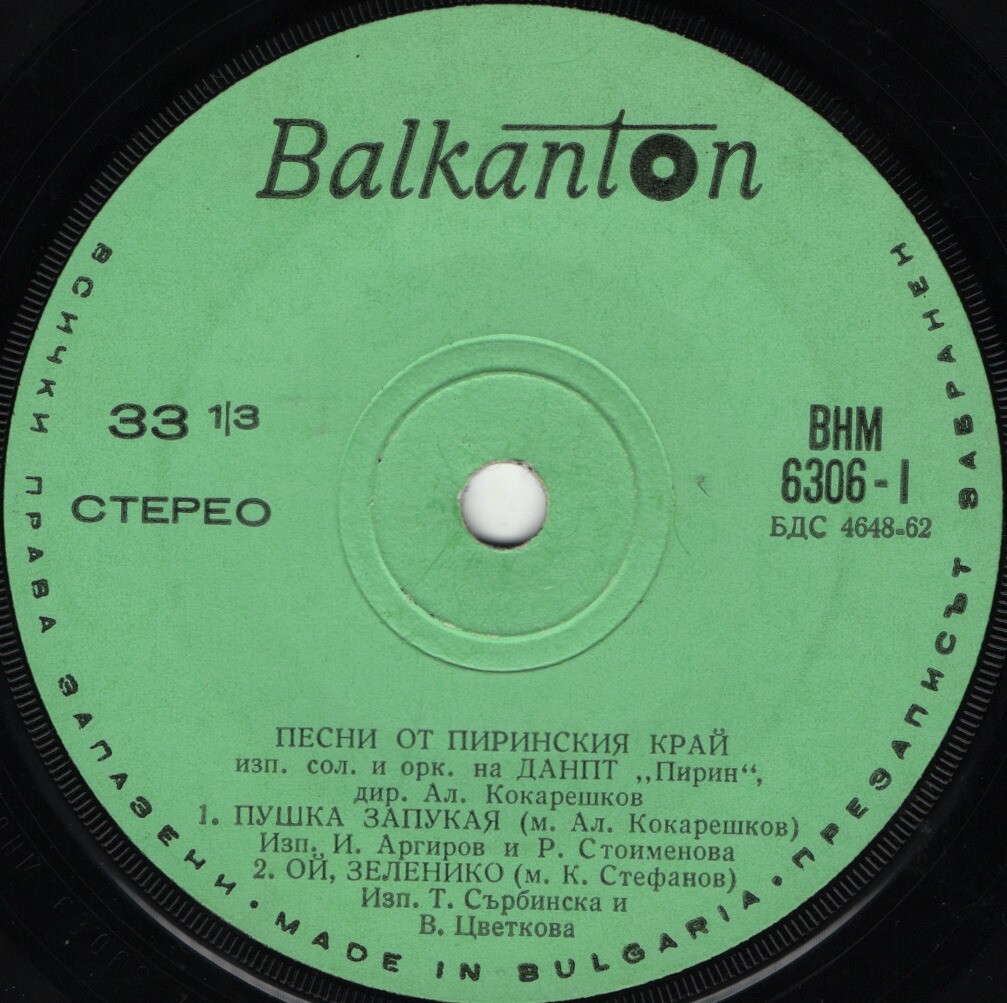 Balkanton
33 1/3
СТЕРЕО
ВНМ
6306-I
БДС 4648-62
ПЕСНИ ОТ ПИРИНСКИЯ КРАЙ
изп. сол. и орк. на ДАНПТ „Пирин“,
дир. Ал. Кокарешков
1. ПУШКА ЗАПУКАЯ (м. Ал. Кокарешков)
Изп. И. Аргиров и Р. Стоименова
2. ОЙ, ЗЕЛЕНИКО (м. К. Стефанов)
Изп. Т. Сърбинска и
В. Цветкова
ВСИЧКИ ПРАВА ЗАПАЗЕНИ • MADE IN BULGARIA • ПРЕЗАПИСЪТ ЗАБРАНЕН